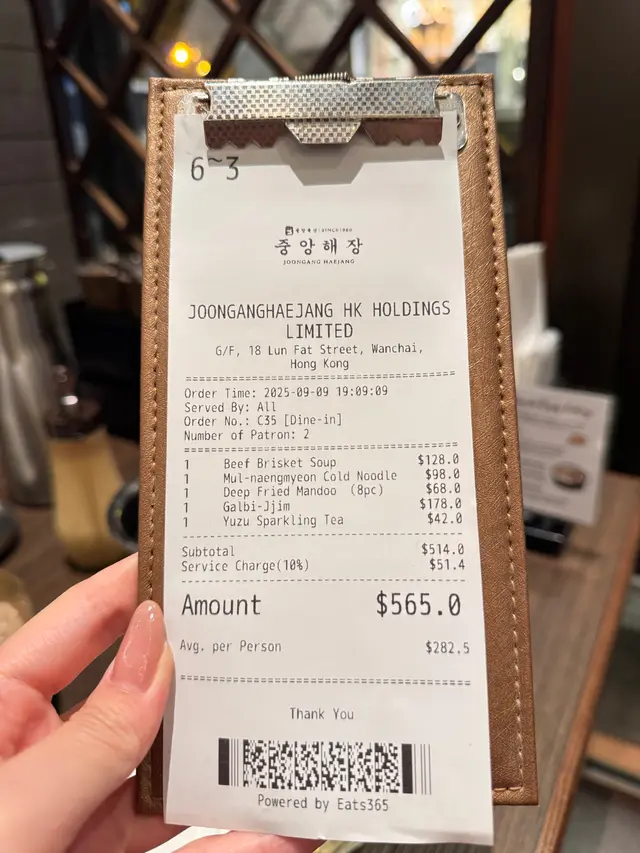 6~3
SINCE 1980
중앙해장
JOONGANG HAEJANG
JOONGANGHAEJANG HK HOLDINGS
LIMITED
G/F, 18 Lun Fat Street, Wanchai,
Hong Kong
Order Time: 2025-09-09 19:09:09
Served By: All
Order No.: C35 [Dine-in]
Number of Patron: 2
1 Beef Brisket Soup $128.0
1 Mul-naengmyeon Cold Noodle $98.0
1 Deep Fried Mandoo (8pc) $68.0
1 Galbi-Jjim $178.0
1 Yuzu Sparkling Tea $42.0
Subtotal $514.0
Service Charge(10%) $51.4
Amount $565.0
Avg. per Person $282.5
Thank You
Powered by Eats365